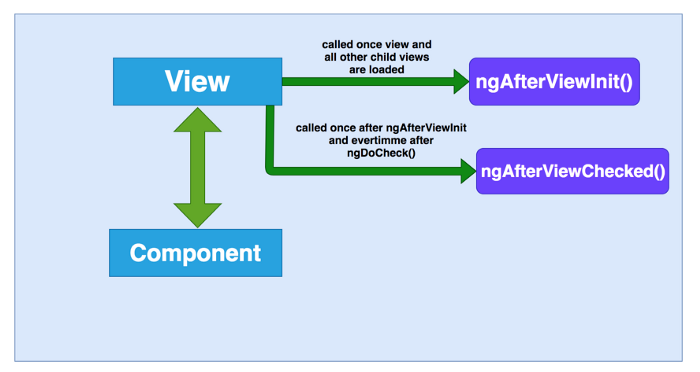 called once view and
all other child views
are loaded
View
ngAfterViewInit()
called once after ngAfterViewInit
and evertimme after
ngDoCheck()
ngAfterViewChecked()
Component